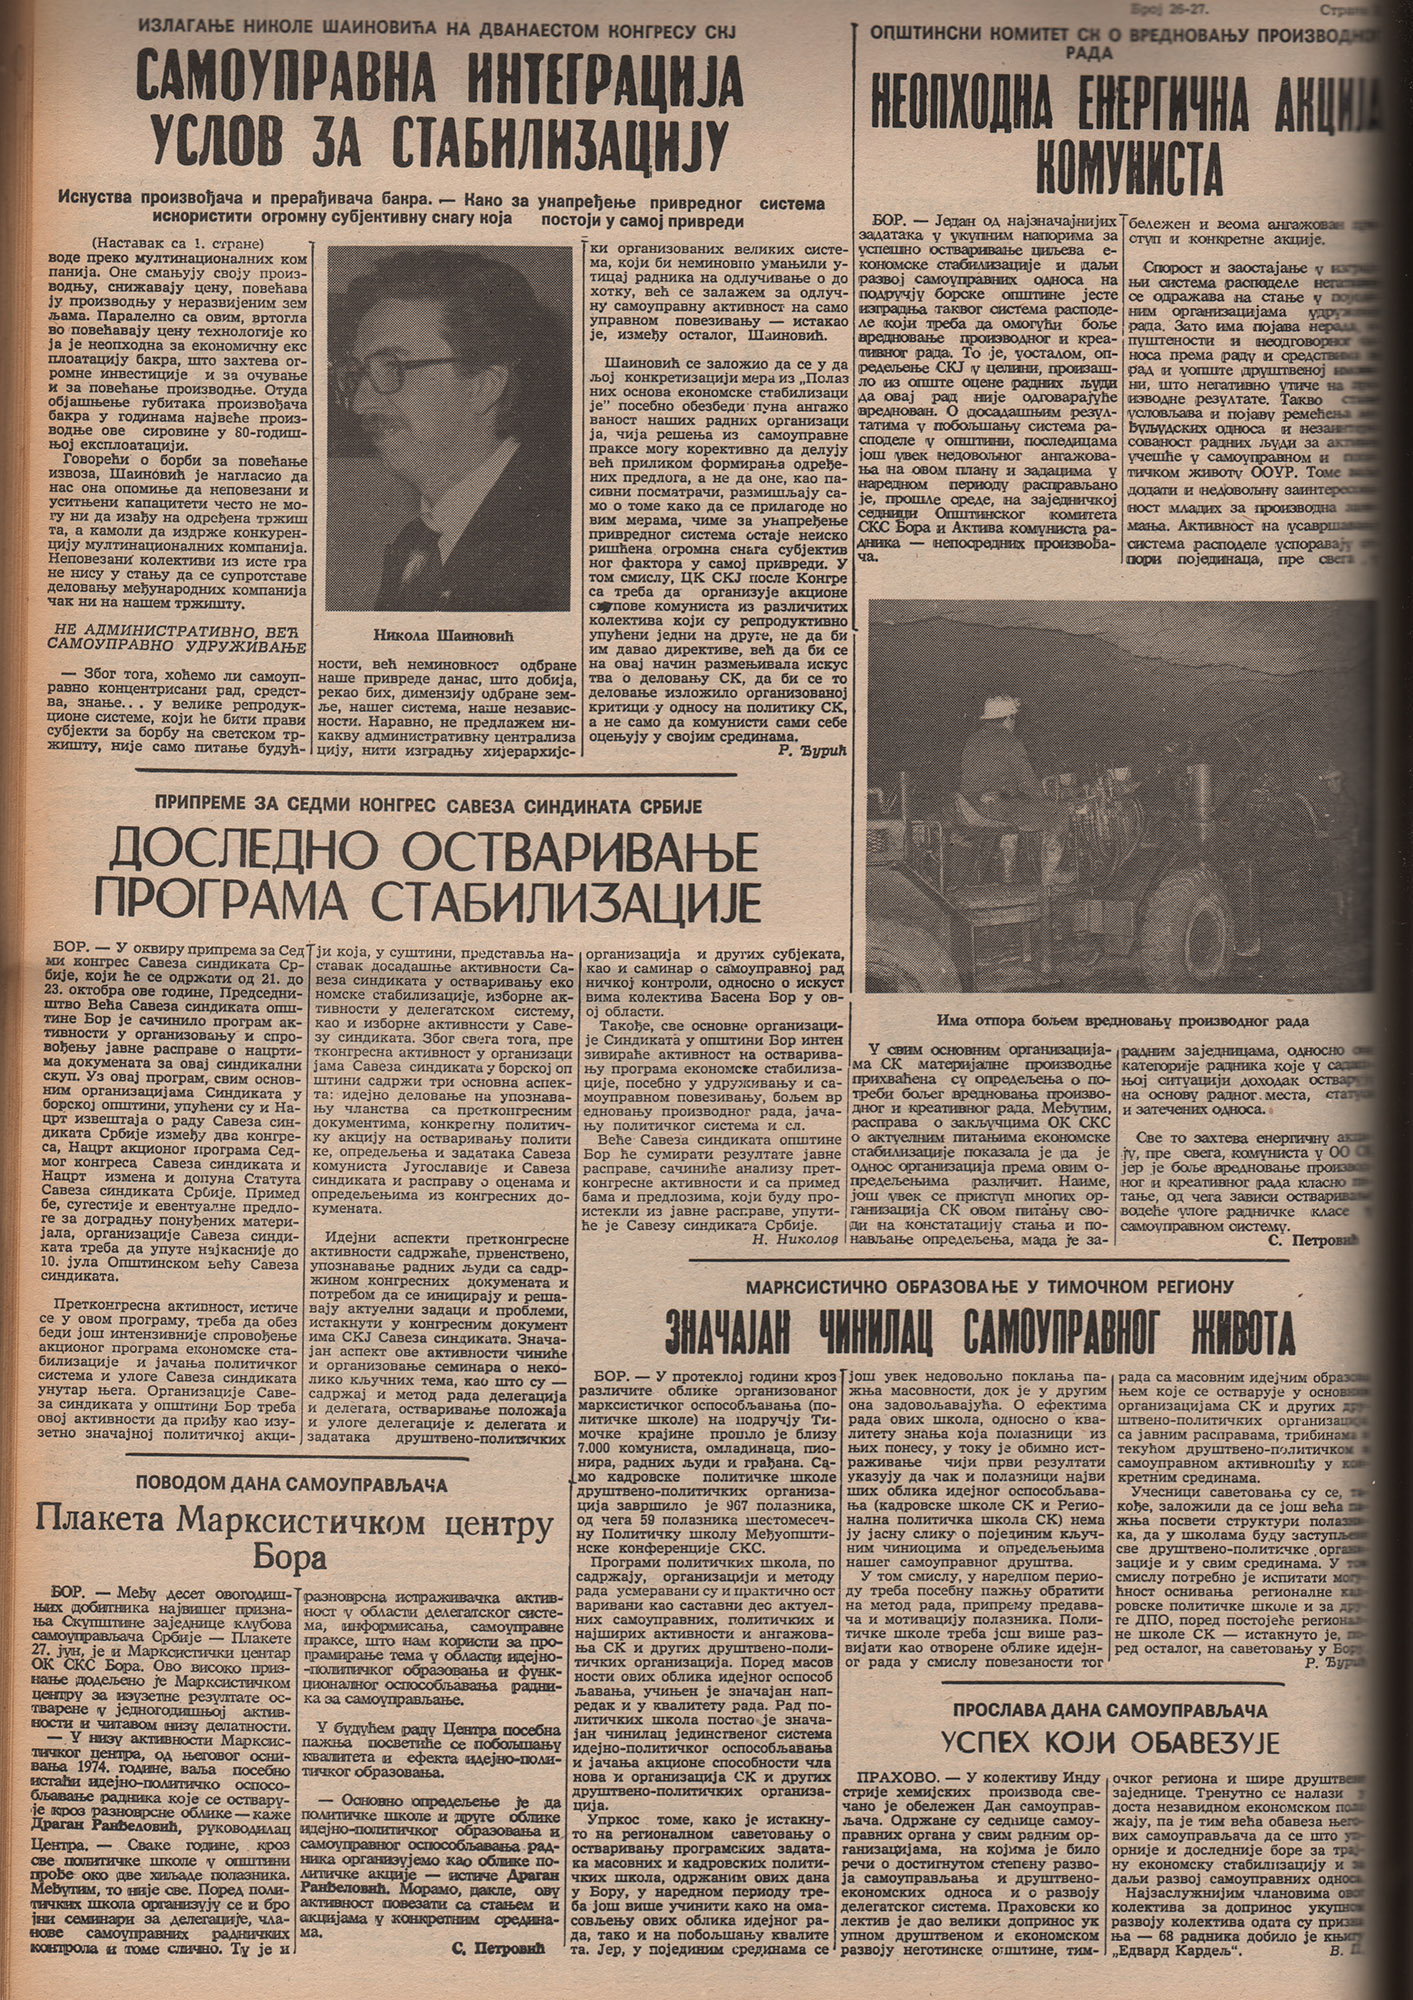 Број 26-27.
Страна
ИЗЛАГАЊЕ НИКОЛЕ ШАИНОВИЋА НА ДВАНАЕСТОМ КОНГРЕСУ СКЈ
САМОУПРАВНА ИНТЕГРАЦИЈА
УСЛОВ ЗА СТАБИЛИЗАЦИЈУ
Искуства произвођача и прерађивача бакра. — Како за унапређење привредног система
искористити огромну субјективну снагу која постоји у самој привреди
(Наставак са 1. стране)
воде преко мултинационалних ком
панија. Оне смањују своју произ-
водњу, снижавају цену, повећава
ју производњу у неразвијеним зем
љама. Паралелно са овим, вртогла
во повећавају цену технологије ко
ја је неопходна за економичну екс
плоатацију бакра, што захтева ог-
ромне инвестиције и за очување
и за повећање производње. Отуда
објашњење губитака произвођача
бакра у годинама највеће произ-
водње ове сировине у 80-годиш-
њој експлоатацији.
Говорећи о борби за повећање
извоза, Шаиновић је нагласио да
нас она опомиње да неповезани и
уситњени капацитети често не мо-
гу ни да изађу на одређена тржиш
та, а камоли да издрже конкурен-
цију мултинационалних компанија.
Неповезани колективи из исте гра
не нису у стању да се супротставе
деловању међународних компанија
чак ни на нашем тржишту.
НЕ АДМИНИСТРАТИВНО, ВЕЋ
САМОУПРАВНО УДРУЖИВАЊЕ
— Због тога, хоћемо ли самоуп-
равно концентрисани рад, средст-
ва, знање... у велике репродук-
ционе системе, који ће бити прави
субјекти за борбу на светском тр-
жишту, није само питање будућ-
Никола Шаиновић
ности, већ неминовност одбране
наше привреде данас, што добија,
рекао бих, димензију одбране зем-
ље, нашег система, наше независ-
ности. Наравно, не предлажем ни-
какву административну централиза
цију, нити изградњу хијерархијс-
ки организованих великих систе-
ма, који би неминовно умањили у-
тицај радника на одлучивање о до
хотку, већ се залажем за одлуч-
ну самоуправну активност на само
управном повезивању — истакао
је, између осталог, Шаиновић.
Шаиновић се заложио да се у да
љој конкретизацији мера из „Полаз
них основа економске стабилизаци
је” посебно обезбеди пуна ангажо
ваност наших радних организаци
ја, чија решења из самоуправне
праксе могу корективно да делују
већ приликом формирања одређе-
них предлога, а не да оне, као па-
сивни посматрачи, размишљају са-
мо о томе како да се прилагоде но
вим мерама, чиме за унапређење
привредног система остаје неиско
ришћена огромна снага субјектив
ног фактора у самој привреди. У
том смислу, ЦК СКЈ после Конгре
са треба да организује акционе
скупове комуниста из различитих
колектива који су репродуктивно
упућени једни на друге, не да би
им давао директиве, већ да би се
на овај начин размењивала искус
тва о деловању СК, да би се то
деловање изложило организованој
критици у односу на политику СК,
а не само да комунисти сами себе
оцењују у својим срединама.
Р. Ђурић
ОПШТИНСКИ КОМИТЕТ СК О ВРЕДНОВАЊУ ПРОИЗВОДНОГ
РАДА
НЕОПХОДНА ЕНЕРГИЧНА АКЦИЈА
КОМУНИСТА
БОР. — Један од најзначајнијих
задатака у укупним напорима за
успешно остваривање циљева е-
кономске стабилизације и даљи
развој самоуправних односа на
подручју борске општине јесте
изградња таквог система расподе-
ле који треба да омогући боље
вредновање производног и креа-
тивног рада. То је, уосталом, оп-
редељење СКЈ у целини, произаш-
ло из опште оцене радних људи
да овај рад није одговарајуће
вреднован. О досадашњим резул-
татима у побољшању система рас-
поделе у општини, последицама
још увек недовољног ангажова-
ња на овом плану и задацима у
наредном периоду расправљано
је, прошле среде, на заједничкој
седници Општинског комитета
СКС Бора и Актива комуниста ра-
дника — непосредних произвођа-
ча.
бележен и веома ангажован
ступ и конкретне акције.
Спорост и заостајање у
њи система расподеле
се одражава на стање у
ним организацијама
рада. Зато има појава нерада,
пуштености и неодговорног
носа према раду и средствима
рад и уопште друштвеној
ни, што негативно утиче на
изводне резултате. Такво
условљава и појаву ремећења
ђуљудских односа и
сованост радних људи за
учешће у самоуправном и
тичком животу ООУР. Томе
додати и недовољну
ност младих за производна
мања. Активност на
система расподеле успоравају
пори појединаца, пре свега
Има отпора бољем вредновању производног рада
У свим основним организација-
ма СК материјалне производње
прихваћена су опредељења о по-
треби бољег вредновања произво-
дног и креативног рада. Међутим,
расправа о закључцима ОК СКС
о актуелним питањима економске
стабилизације показала је да је
однос организација према овим о-
предељењима различит. Наиме,
још увек се приступ многих ор-
ганизација СК овом питању сво-
ди на констатацију стања и по-
нављање опредељења, мада је за-
радним заједницама, односно
категорије радника које у
њој ситуацији доходак
на основу радног места,
и затечених односа.
Све то захтева енергичну
ју, пре свега, комуниста у ОО
јер је боље вредновање
ног и креативног рада класно
тање, од чега зависи
водеће улоге радничке класе
самоуправном систему.
С. Петровић
ПРИПРЕМЕ ЗА СЕДМИ КОНГРЕС САВЕЗА СИНДИКАТА СРБИЈЕ
ДОСЛЕДНО ОСТВАРИВАЊЕ
ПРОГРАМА СТАБИЛИЗАЦИЈЕ
БОР. — У оквиру припрема за Сед
ми конгрес Савеза синдиката Ср-
бије, који ће се одржати од 21. до
23. октобра ове године, Председни-
штво Већа Савеза синдиката опш-
тине Бор је сачинило програм ак-
тивности у организовању и спро-
вођењу јавне расправе о нацрти-
ма докумената за овај синдикални
скуп. Уз овај програм, свим основ-
ним организацијама Синдиката у
борској општини, упућени су и На-
црт извештаја о раду Савеза син-
диката Србије између два конгре-
са, Нацрт акционог програма Сед-
мог конгреса Савеза синдиката и
Нацрт измена и допуна Статута
Савеза синдиката Србије. Примед
бе, сугестије и евентуалне предло-
ге за доградњу понуђених матери-
јала, организације Савеза синди-
ката треба да упуте најкасније до
10. јула Општинском већу Савеза
синдиката.
Претконгресна активност, истиче
се у овом програму, треба да обез
беди још интензивније спровођење
акционог програма економске ста-
билизације и јачања политичког
система и улоге Савеза синдиката
унутар њега. Организације Саве-
за синдиката у општини Бор треба
овој активности да приђу као изу-
зетно значајној политичкој акци-
ји која, у суштини, представља на-
ставак досадашње активности Са-
веза синдиката у остваривању еко
номске стабилизације, изборне ак-
тивности у делегатском систему,
као и изборне активности у Саве-
зу синдиката. Због свега тога, пре
тконгресна активност у организаци
јама Савеза синдиката у борској оп
штини садржи три основна аспек-
та: идејно деловање на упознава-
њу чланства са претконгресним
документима, конкретну политич-
ку акцију на остваривању полити
ке, опредељења и задатака Савеза
комуниста Југославије и Савеза
синдиката и расправу о оценама и
опредељењима из конгресних до-
кумената.
Идејни аспекти претконгресне
активности садржаће, првенствено,
упознавање радних људи са садр-
жином конгресних докумената и
потребом да се иницирају и реша-
вају актуелни задаци и проблеми,
истакнути у конгресним документ
има СКЈ Савеза синдиката. Знача-
јан аспект ове активности чиниће
и организовање семинара о неко-
лико кључних тема, као што су —
садржај и метод рада делегација
и делегата, остваривање положаја
и улоге делегације и делегата и
задатака друштвено-политичких
организација и других субјеката,
као и саминар о самоуправној рад
ничкој контроли, односно о искуст
вима колектива Басена Бор у ов-
ој области.
Такође, све основне организаци-
је Синдиката у општини Бор интен
зивираће активност на остварива-
њу програма економске стабилиза-
ције, посебно у удруживању и са-
моуправном повезивању, бољем вр
едновању производног рада, јача-
њу политичког система и сл.
Веће Савеза синдиката општине
Бор ће сумирати резултате јавне
расправе, сачиниће анализу прет-
конгресне активности и са примед
бама и предлозима, који буду про-
истекли из јавне расправе, упути-
ће је Савезу синдиката Србије.
Н. Николов
ПОВОДОМ ДАНА САМОУПРАВЉАЧА
Плакета Марксистичком центру
Бора
БОР. — Међу десет овогодиш-
њих добитника највишег призна-
ња Скупштине заједнице клубова
самоуправљача Србије — Плакете
27. јун, је и Марксистички центар
ОК СКС Бора. Ово високо приз-
нање додељено је Марксистичком
центру за изузетне резултате ос-
тварене у једногодишњој актив-
ности и читавом низу делатности.
— У низу активности Марксис-
тичког центра, од његовог осни-
вања 1974. године, ваља посебно
истаћи идејно-политичко оспосо-
бљавање радника које се оствару-
је кроз разноврсне облике — каже
Драган Ранђеловић, руководилац
Центра. — Сваке године, кроз
све политичке школе у општини
прође око две хиљаде полазника.
Међутим, то није све. Поред поли-
тичких школа организују се и бро
јни семинари за делегације, чла-
нове самоуправних радничких
контрола и томе слично. Ту је и
разноврсна истраживачка актив-
ност у области делегатског систе-
ма, информисања, самоуправне
праксе, што нам користи за про-
грамирање тема у области идејно-
-политичког образовања и функ-
ционалног оспособљавања радни-
ка за самоуправљање.
У будућем раду Центра посебна
пажња посветиће се побољшању
квалитета и ефекта идејно-поли-
тичког образовања.
— Основно опредељење је да
политичке школе и друге облике
идејно-политичког образовања и
самоуправног оспособљавања рад-
ника организујемо као облике по-
литичке акције — истиче Драган
Ранђеловић. Морамо, дакле, ову
активност повезати са стањем и
акцијама у конкретним средина-
ма.
С. Петровић
МАРКСИСТИЧКО ОБРАЗОВАЊЕ У ТИМОЧКОМ РЕГИОНУ
ЗНАЧАЈАН ЧИНИЛАЦ САМОУПРАВНОГ ЖИВОТА
БОР. — У протеклој години кроз
различите облике организованог
марксистичког оспособљавања (по-
литичке школе) на подручју Ти-
мочке крајине прошло је близу
7.000 комуниста, омладинаца, пио-
нира, радних људи и грађана. Са-
мо кадровске политичке школе
друштвено-политичких организа-
ција завршило је 967 полазника,
од чега 59 полазника шестомесеч-
ну Политичку школу Међуопшти-
нске конференције СКС.
Програми политичких школа, по
садржају, организацији и методу
рада усмеравани су и практично ост
варивани као саставни део актуел-
них самоуправних, политичких и
најширих активности и ангажова-
ња СК и других друштвено-поли-
тичких организација. Поред масов
ности ових облика идејног оспособ
љавања, учињен је значајан нап-
редак и у квалитету рада. Рад по-
литичких школа постао је знача-
јан чинилац јединственог система
идејно-политичког оспособљавања
и јачања акционе способности чла
нова и организација СК и других
друштвено-политичких организа-
ција.
Упркос томе, како је истакну-
то на регионалном саветовању о
остваривању програмских задата-
ка масовних и кадровских полити-
чких школа, одржаним ових дана
у Бору, у наредном периоду тре-
ба још више учинити како на ома-
совљењу ових облика идејног ра-
да, тако и на побољшању квалите
та. Јер, у појединим срединама се
још увек недовољно поклања па-
жња масовности, док је у другим
она задовољавајућа. О ефектима
рада ових школа, односно о ква-
литету знања која полазници из
њих понесу, у току је обимно ист-
раживање чији први резултати
указују да чак и полазници најви
ших облика идејног оспособљава-
ња (кадровске школе СК и Регио-
нална политичка школа СК) нема
ју јасну слику о појединим кључ-
ним чиниоцима и опредељењима
нашег самоуправног друштва.
У том смислу, у наредном перио-
ду треба посебну пажњу обратити
на метод рада, припрему предава-
ча и мотивацију полазника. Поли-
тичке школе треба још више раз-
вијати као отворене облике идејн-
ог рада у смислу повезаности тог
рада са масовним идејним
њем које се остварује у основним
организацијама СК и других
штвено-политичких
са јавним расправама, трибинама
текућом друштвено-политичком
самоуправном активношћу у
кретним срединама.
Учесници саветовања су се,
кође, заложили да се још већа
жња посвети структури
ка, да у школама буду заступљене
све друштвено-политичке
зације и у свим срединама. У
смислу потребно је испитати
ћност оснивања регионалне
ровске политичке школе и за
ге ДПО, поред постојеће
не школе СК — истакнуто је,
ред осталог, на саветовању у Бору.
Р. Ђурић
ПРОСЛАВА ДАНА САМОУПРАВЉАЧА
УСПЕХ КОЈИ ОБАВЕЗУЈЕ
ПРАХОВО. — У колективу Инду
стрије хемијских производа све-
чано је обележен Дан самоуправ-
љача. Одржане су седнице самоу-
правних органа у свим радним ор-
ганизацијама, на којима је било
речи о достигнутом степену разво-
ја самоуправљања и друштвено-
економских односа и о развоју
делегатског система. Праховски ко
лектив је дао велики допринос ук
упном друштвеном и економском
развоју неготинске општине, тим-
очког региона и шире друштвене
заједнице. Тренутно се налази
доста незавидном економском
жају, па је тим већа обавеза
вих самоуправљача да се што
орније и доследније боре за
ну економску стабилизацију и
даљи развој самоуправних односа.
Најзаслужнијим члановима
колектива за допринос
развоју колектива одата су
ња — 68 радника добило је књигу
„Едвард Кардељ”.
В.